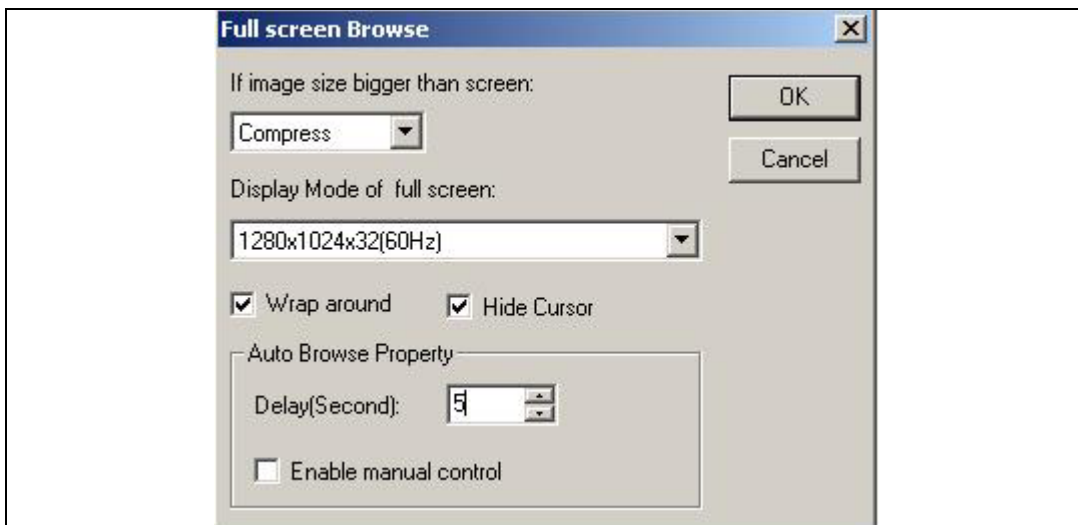 Full screen Browse
If image size bigger than screen:
OK
Compress
Cancel
Display Mode of full screen:
1280x1024x32(60Hz)
Wrap around
Hide Cursor
Auto Browse Property
Delay(Second):
5
Enable manual control